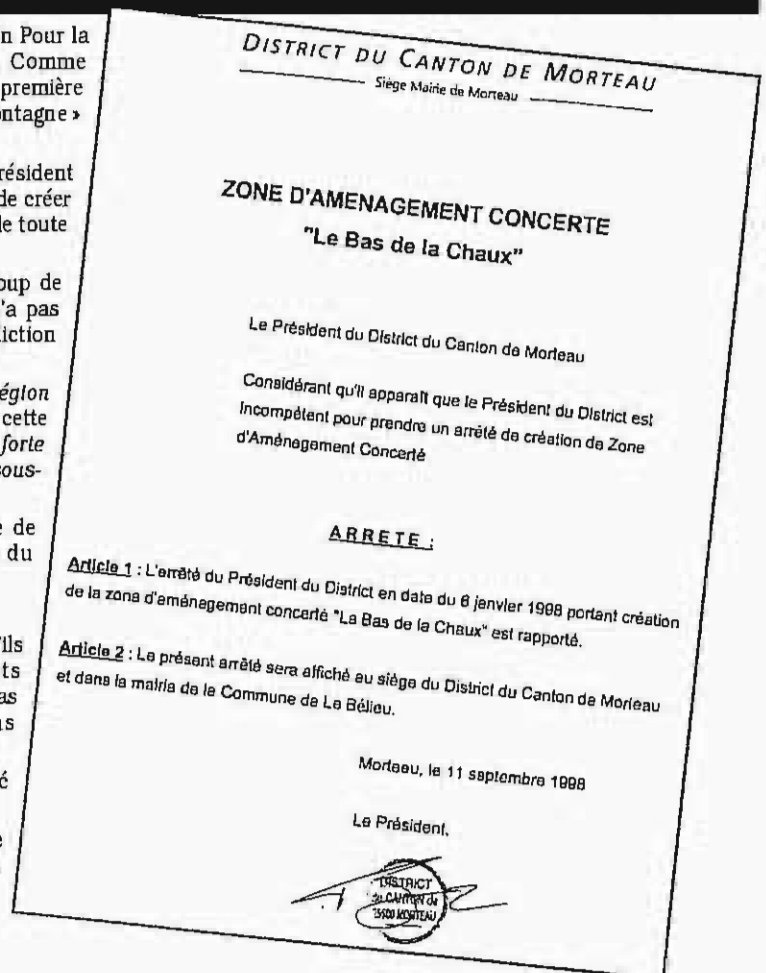 n Pour la
Comme
première
ontagne »
résident
de créer
le toute
oup de
'a pas
liction
égion
cette
forte
sous-
e de
du
'ils
ts
as
ns
é
e
DISTRICT DU CANTON DE MORTEAU
Siège Mairie de Morteau
ZONE D'AMENAGEMENT CONCERTE
"Le Bas de la Chaux"
Le Président du District du Canton de Morteau
Considérant qu'il apparaît que le Président du District est
Incompétent pour prendre un arrêté de création de Zone
d'Aménagement Concerté
ARRETE :
Article 1 : L'arrêté du Président du District en date du 6 janvier 1998 portant création
de la zone d'aménagement concerté "Le Bas de la Chaux" est rapporté.
Article 2 : Le présent arrêté sera affiché au siège du District du Canton de Morteau
et dans la mairie de la Commune de Le Bélieu.
Morteau, le 11 septembre 1998
Le Président,
DISTRICT
du CANTON de
25500 MORTEAU